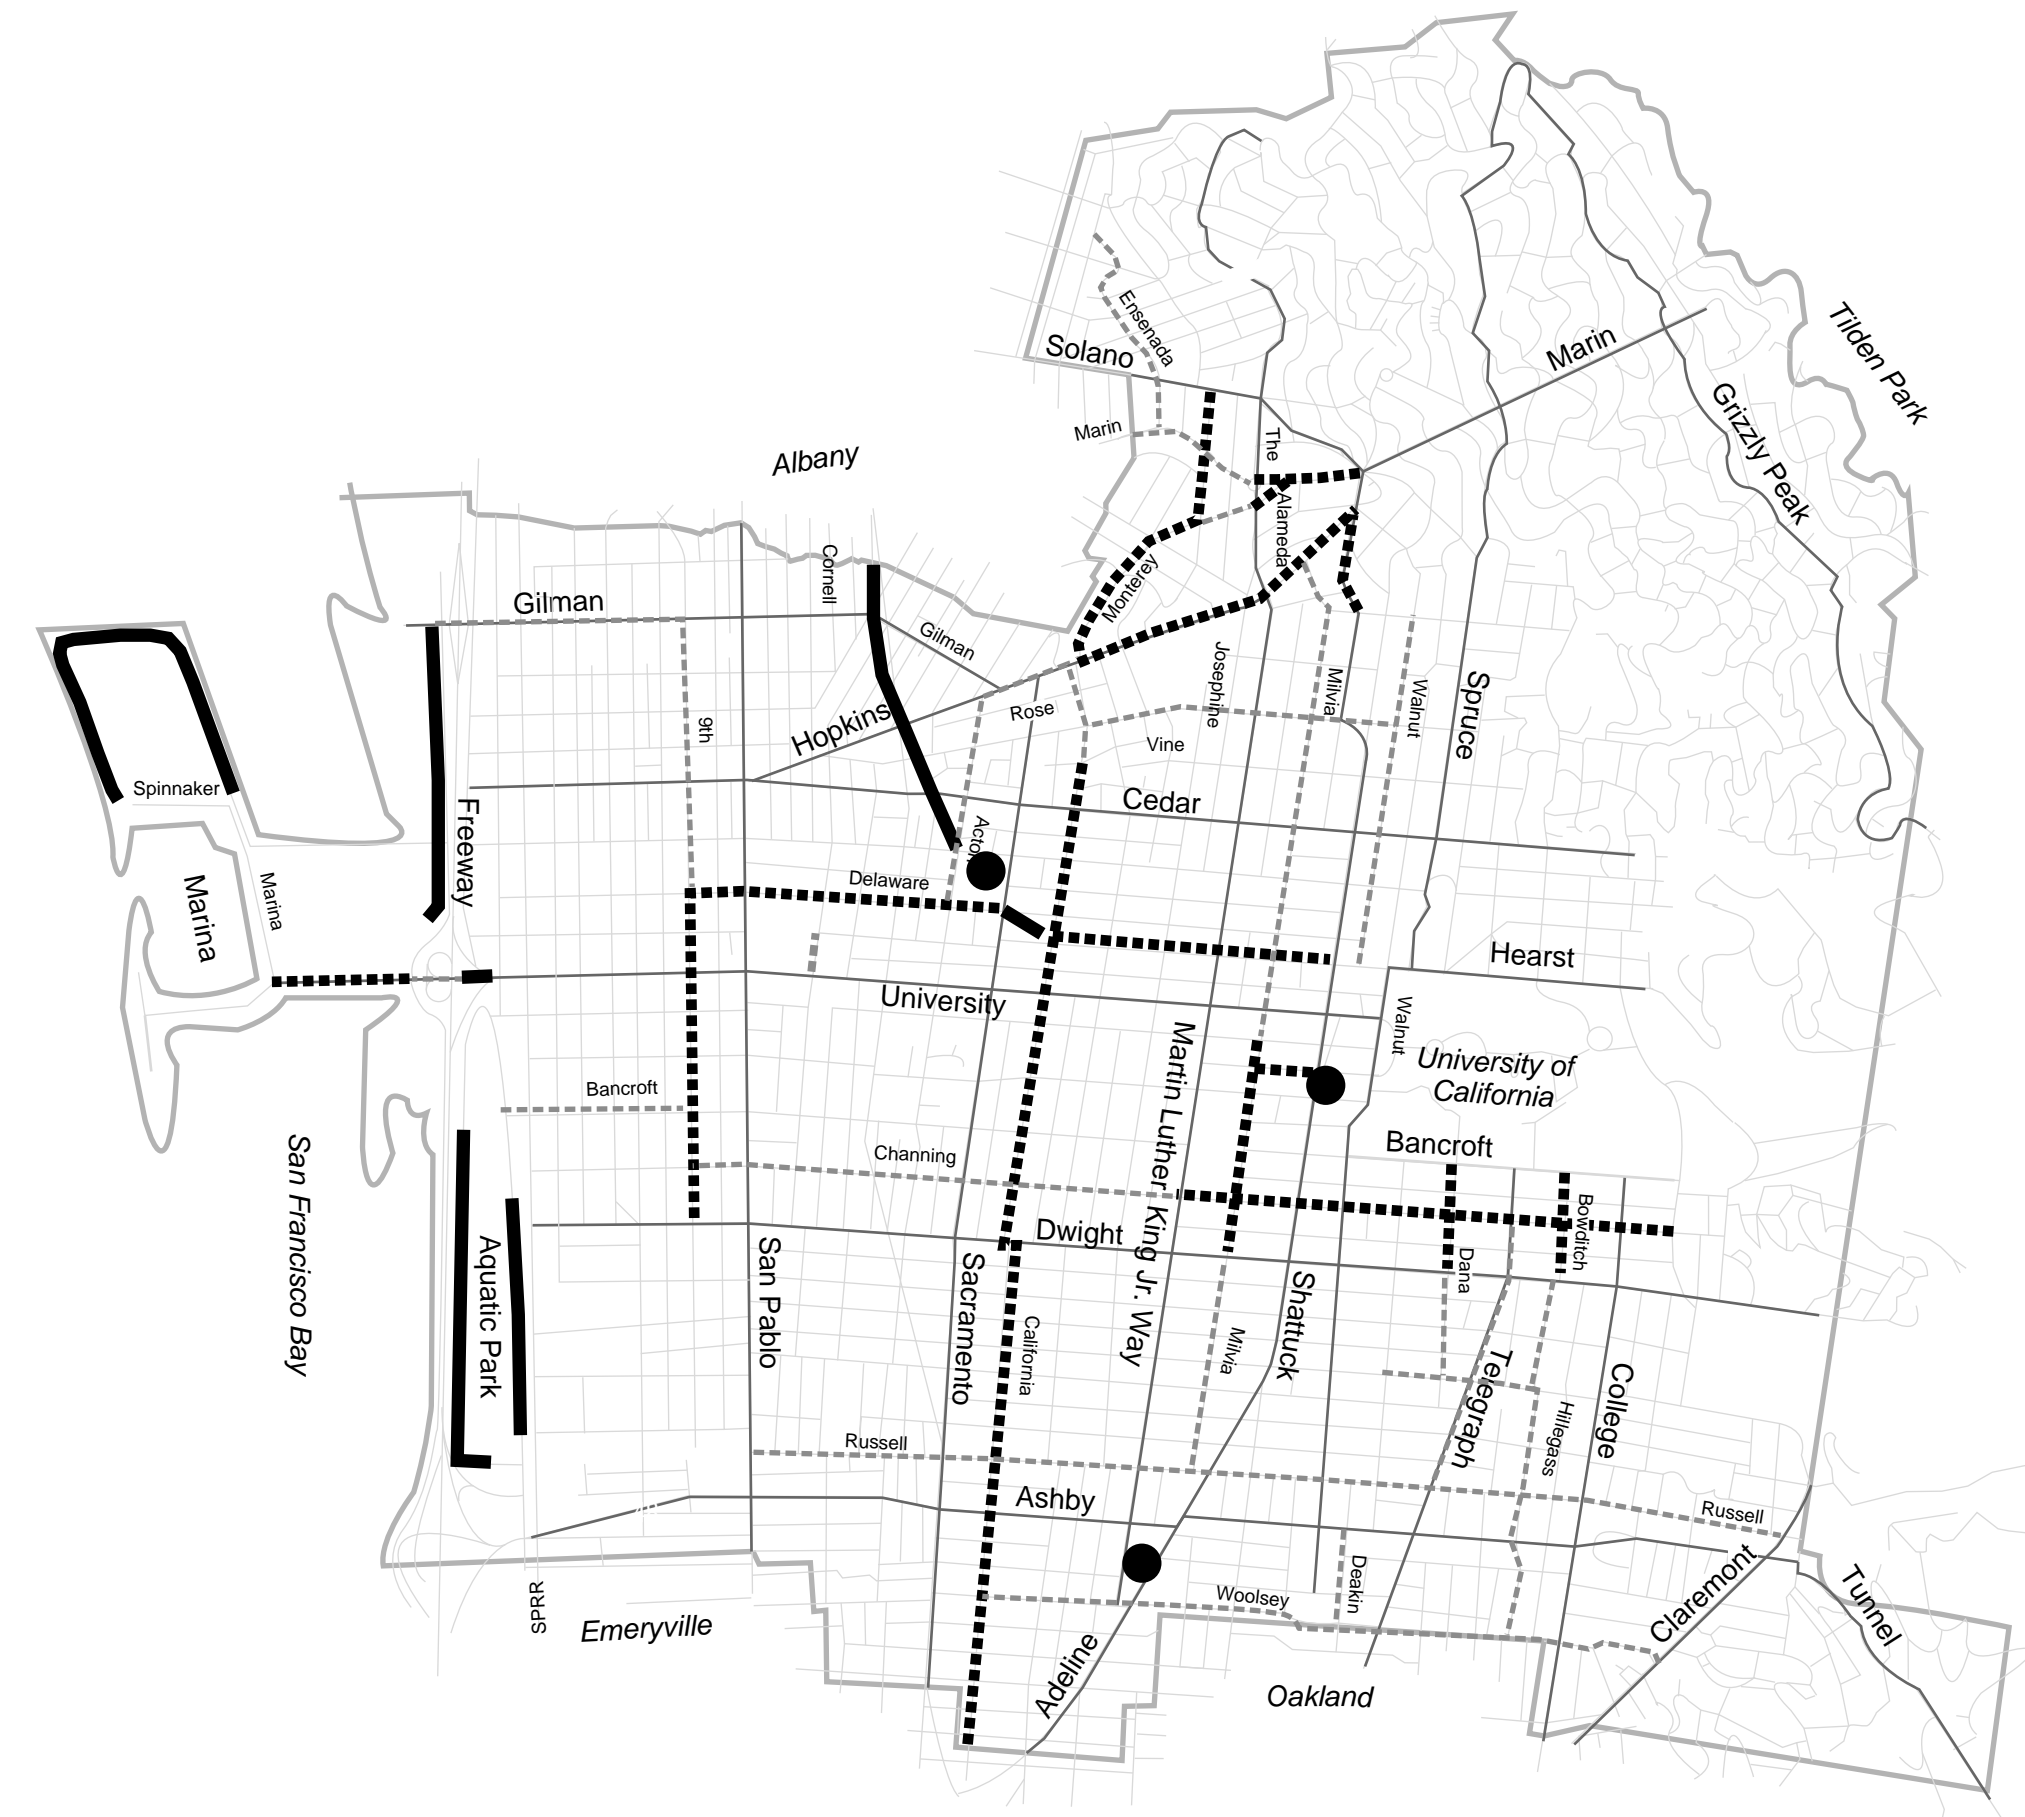 Tilden Park
Ensenada
Solano
Marin
Grizzly Peak
Marin
The
Alameda
Albany
Cornell
Monterey
Gilman
Gilman
Josephine
Milvia
Walnut
Spruce
9th
Hopkins
Rose
Vine
Spinnaker
Freeway
Cedar
Acton
Delaware
Marina
Marina
Hearst
University
Walnut
Martin Luther King Jr. Way
University of
California
Bancroft
Bancroft
Channing
San Francisco Bay
Bowditch
Dwight
Dana
Aquatic Park
San Pablo
Sacramento
California
Milvia
Shattuck
Telegraph
College
Hillegass
Russell
Ashby
Russell
Claremont
Tunnel
Deakin
Woolsey
SPRR
Emeryville
Adeline
Oakland